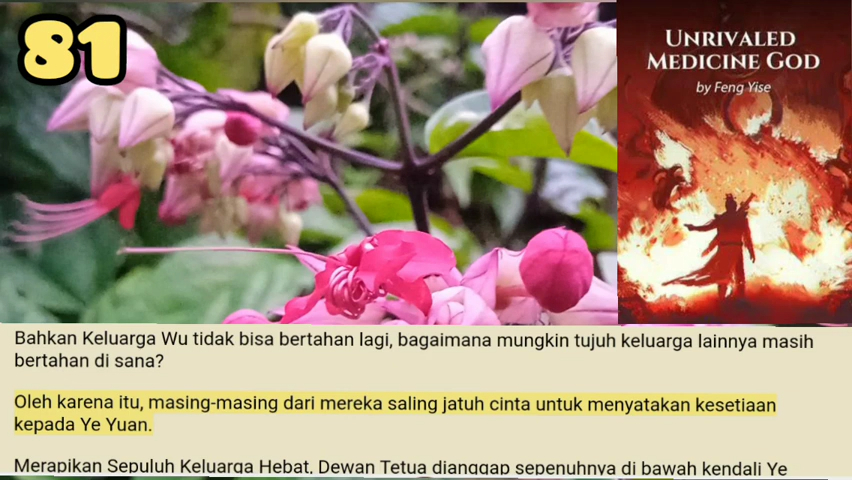 81
UNRIVALED
MEDICINE GOD
by Feng Yise
Bahkan Keluarga Wu tidak bisa bertahan lagi, bagaimana mungkin tujuh keluarga lainnya masih
bertahan di sana?
Oleh karena itu, masing-masing dari mereka saling jatuh cinta untuk menyatakan kesetiaan
kepada Ye Yuan.
Merapikan Sepuluh Keluarga Hebat, Dewan Tetua dianggap sepenuhnya di bawah kendali Ye